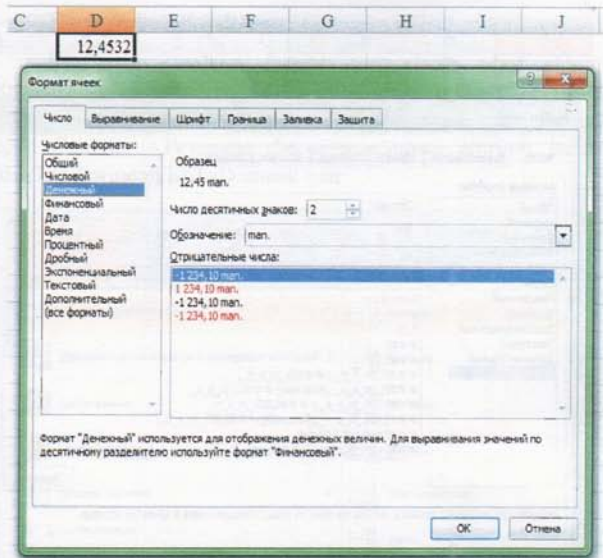 C D E F G H I J
12,4532
Формат ячеек
Число Выравнивание Шрифт Граница Заливка Защита
Числовые форматы:
Общий
Числовой
Денежный
Финансовый
Дата
Время
Процентный
Дробный
Экспоненциальный
Текстовый
Дополнительный
(все форматы)
Образец
12,45 man.
Число десятичных знаков: 2
Обозначение: man.
Отрицательные числа:
-1 234,10 man.
1 234,10 man.
-1 234,10 man.
-1 234,10 man.
Формат "Денежный" используется для отображения денежных величин. Для выравнивания значений по
десятичному разделителю используйте формат "Финансовый".
OK Отмена